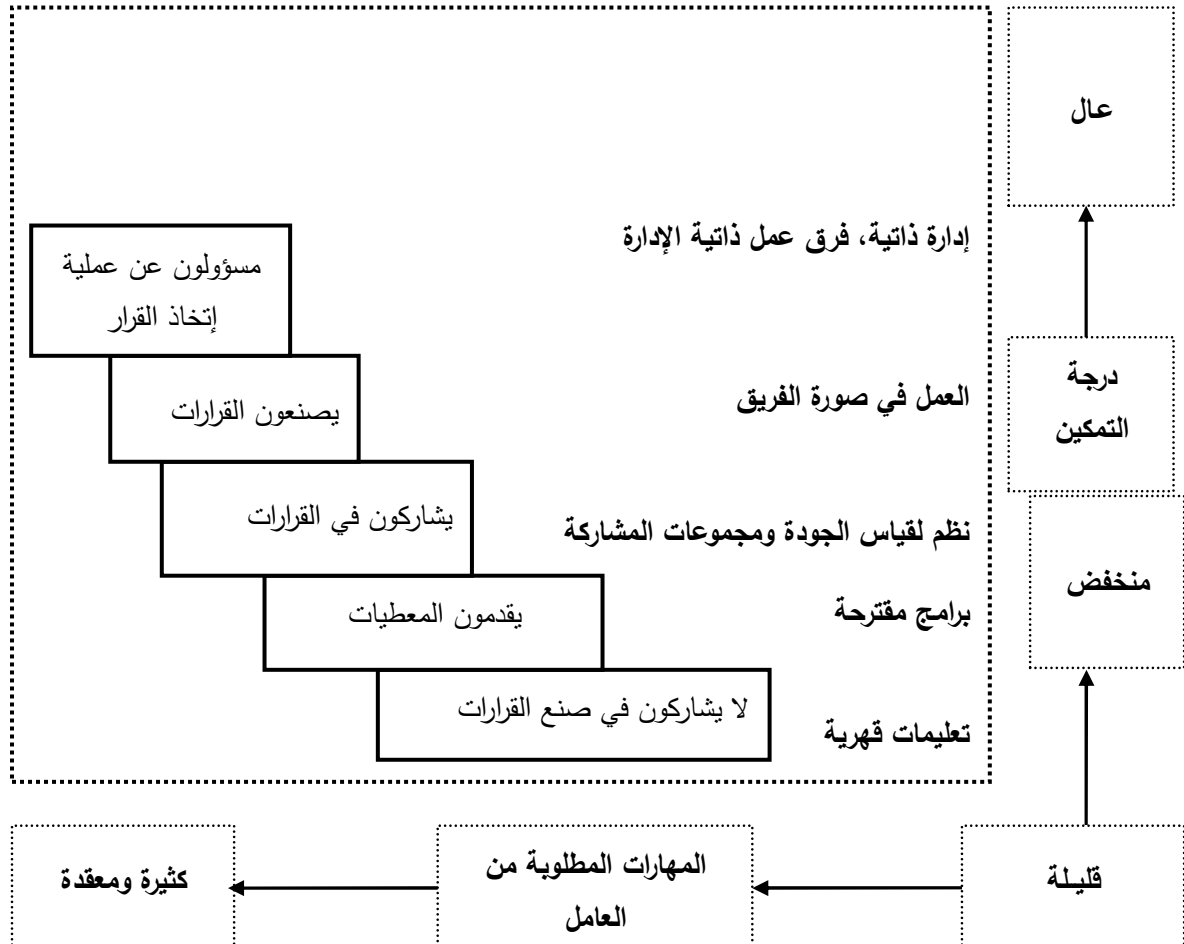 عال
إدارة ذاتية، فرق عمل ذاتية الإدارة
مسؤولون عن عملية
إتخاذ القرار
درجة
التمكين
العمل في صورة الفريق
يصنعون القرارات
نظم لقياس الجودة ومجموعات المشاركة
يشاركون في القرارات
منخفض
برامج مقترحة
يقدمون المعطيات
تعليمات قهرية
لا يشاركون في صنع القرارات
قليلة
المهارات المطلوبة من
العامل
كثيرة ومعقدة